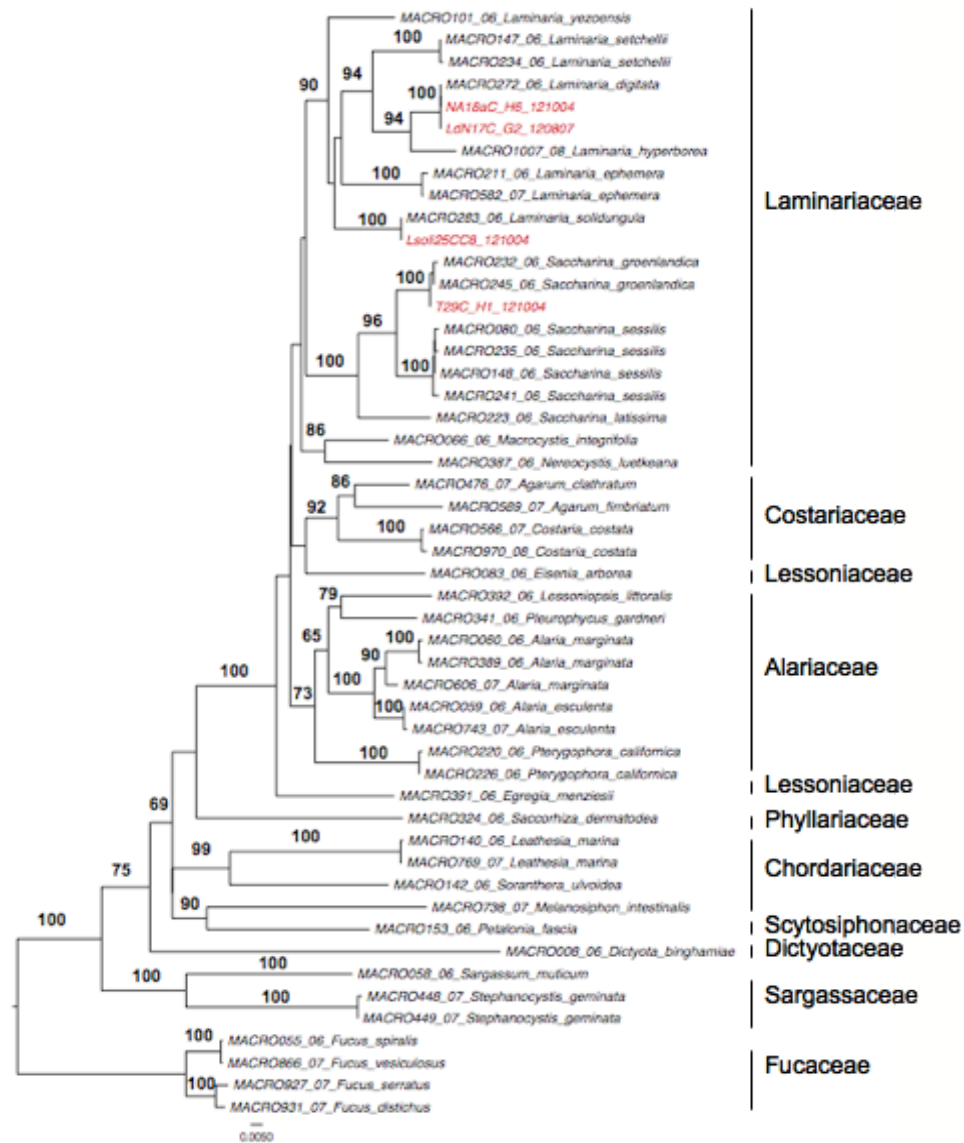 MACRO101_06_Laminaria_yezoensis
100
MACRO147_06_Laminaria_setchellii
MACRO234_06_Laminaria_setchellii
94
90
MACRO272_06_Laminaria_digitata
100
NA18aC_H6_121004
94
LdN17C_G2_120807
MACRO1007_08_Laminaria_hyperborea
100
MACRO211_06_Laminaria_ephemera
MACRO582_07_Laminaria_ephemera
Laminariaceae
100
MACRO283_06_Laminaria_solidungula
Lsoli25CC8_121004
MACRO232_06_Saccharina_groenlandica
100
MACRO245_06_Saccharina_groenlandica
T29C_H1_121004
96
MACRO080_06_Saccharina_sessilis
MACRO235_06_Saccharina_sessilis
100
100
MACRO148_06_Saccharina_sessilis
MACRO241_06_Saccharina_sessilis
MACRO223_06_Saccharina_latissima
86
MACRO066_06_Macrocystis_integrifolia
MACRO387_06_Nereocystis_luetkeana
86
MACRO476_07_Agarum_clathratum
92
MACRO589_07_Agarum_fimbriatum
Costariaceae
100
MACRO566_07_Costaria_costata
MACRO970_08_Costaria_costata
MACRO083_06_Eisenia_arborea
Lessoniaceae
79
MACRO392_06_Lessoniopsis_littoralis
MACRO341_06_Pleurophycus_gardneri
65
100
MACRO060_06_Alaria_marginata
90
MACRO389_06_Alaria_marginata
Alariaceae
100
100
MACRO606_07_Alaria_marginata
73
100
MACRO059_06_Alaria_esculenta
MACRO743_07_Alaria_esculenta
100
MACRO220_06_Pterygophora_californica
MACRO226_06_Pterygophora_californica
MACRO391_06_Egregia_menziesii
Lessoniaceae
69
MACRO324_06_Saccorhiza_dermatodea
Phyllariaceae
100
MACRO140_06_Leathesia_marina
99
MACRO769_07_Leathesia_marina
Chordariaceae
75
MACRO142_06_Soranthera_ulvoidea
90
MACRO738_07_Melanosiphon_intestinalis
100
MACRO153_06_Petalonia_fascia
Scytosiphonaceae
MACRO008_06_Dictyota_binghamiae
Dictyotaceae
100
100
MACRO058_06_Sargassum_muticum
100
MACRO448_07_Stephanocystis_geminata
Sargassaceae
MACRO449_07_Stephanocystis_geminata
100
MACRO055_06_Fucus_spiralis
MACRO866_07_Fucus_vesiculosus
Fucaceae
100
MACRO927_07_Fucus_serratus
MACRO931_07_Fucus_distichus
0.0050